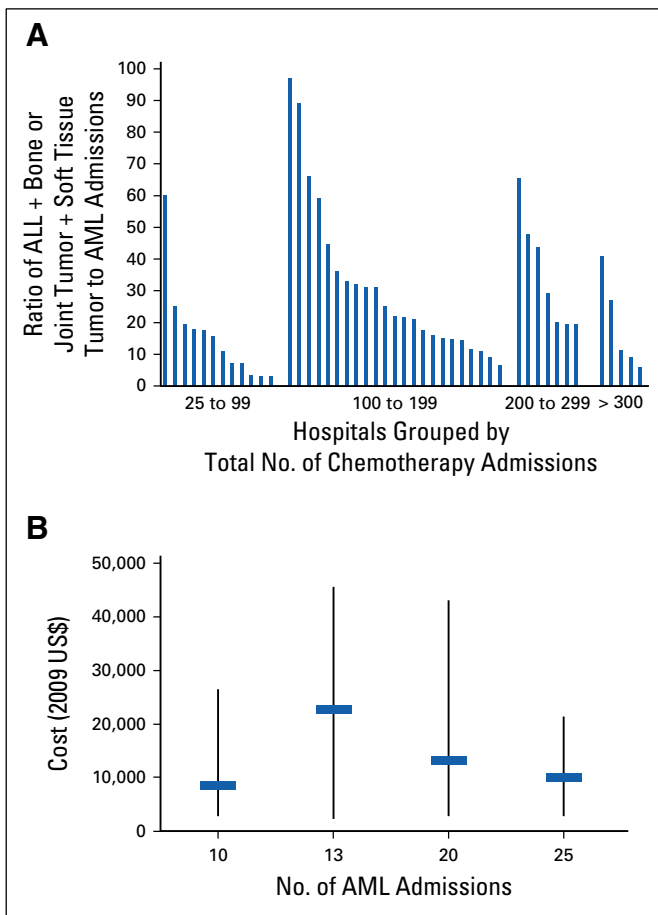 A
Ratio of ALL + Bone or
Joint Tumor + Soft Tissue
Tumor to AML Admissions
100
90
80
70
60
50
40
30
20
10
0
25 to 99 100 to 199 200 to 299 > 300
Hospitals Grouped by
Total No. of Chemotherapy Admissions
B
Cost (2009 US$)
50,000
40,000
30,000
20,000
10,000
0
10 13 20 25
No. of AML Admissions